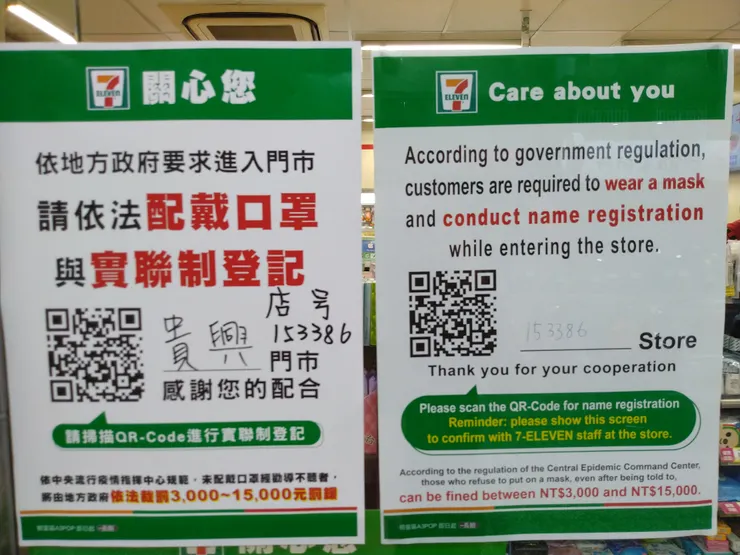 7
ELEVEN
關心您
依地方政府要求進入門市
請依法配戴口罩
與實聯制登記
店号
貴興 153386
門市
感謝您的配合
請掃描QR-Code進行實聯制登記
依中央流行疫情指揮中心規範,未配戴口罩經勸導不聽者,
將由地方政府依法裁罰3,000~15,000元罰鍰
7
ELEVEN
Care about you
According to government regulation,
customers are required to wear a mask
and conduct name registration
while entering the store.
153386
Store
Thank you for your cooperation
Please scan the QR-Code for name registration
Reminder: please show this screen
to confirm with 7-ELEVEN staff at the store.
According to the regulation of the Central Epidemic Command Center,
those who refuse to put on a mask, even after being told to,
can be fined between NT$3,000 and NT$15,000.